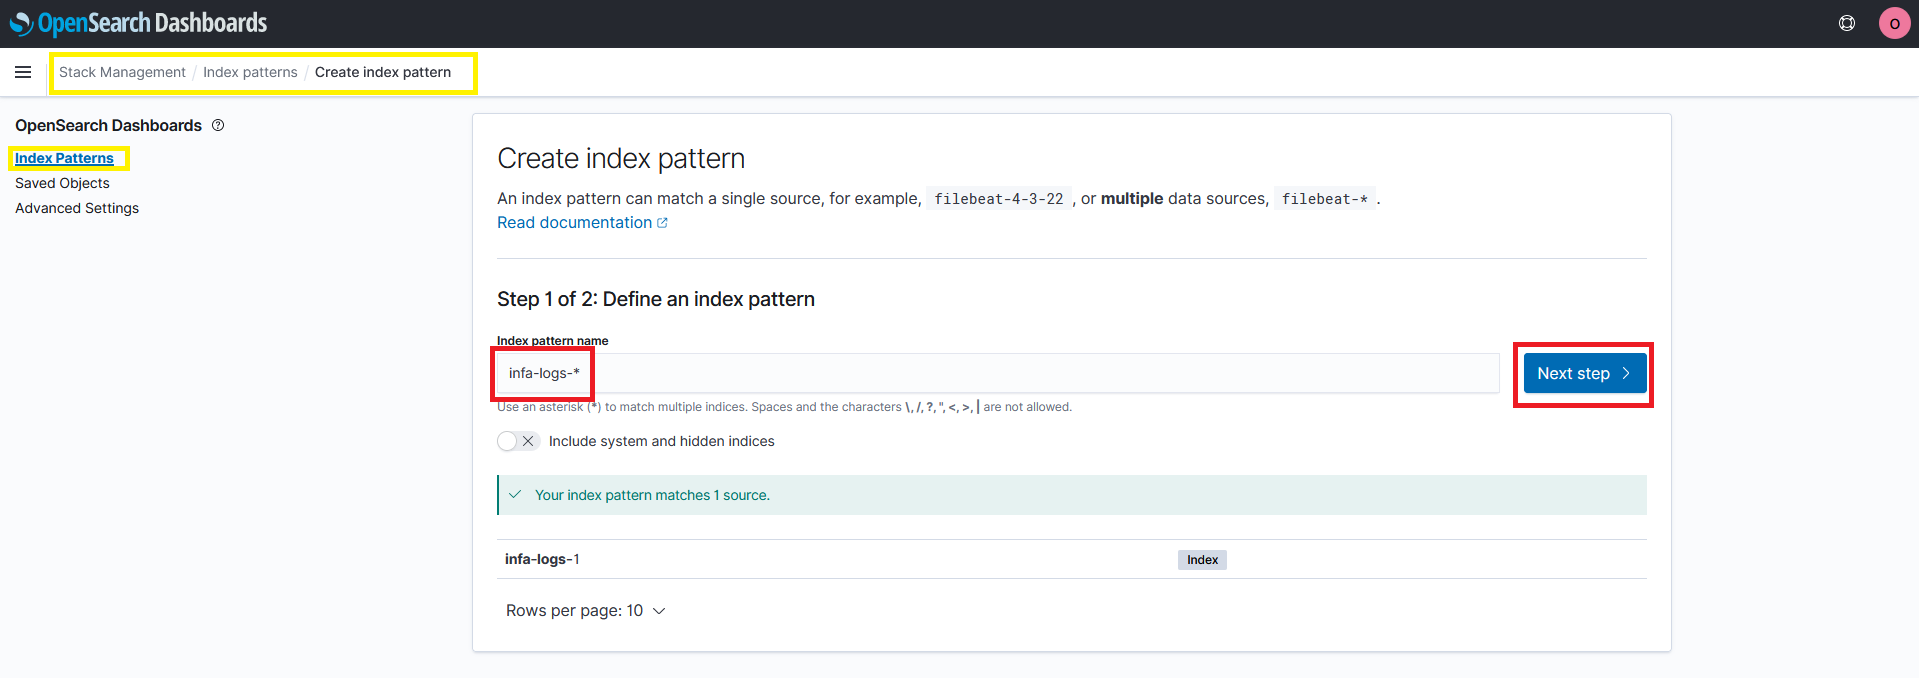 OpenSearch Dashboards
O
Stack Management / Index patterns / Create index pattern
OpenSearch Dashboards
Index Patterns
Saved Objects
Advanced Settings
Create index pattern
An index pattern can match a single source, for example, filebeat-4-3-22 , or multiple data sources, filebeat-* .
Read documentation
Step 1 of 2: Define an index pattern
Index pattern name
infa-logs-*
Next step
Use an asterisk (*) to match multiple indices. Spaces and the characters \, /, ?, ", <, >, | are not allowed.
Include system and hidden indices
Your index pattern matches 1 source.
infa-logs-1 Index
Rows per page: 10